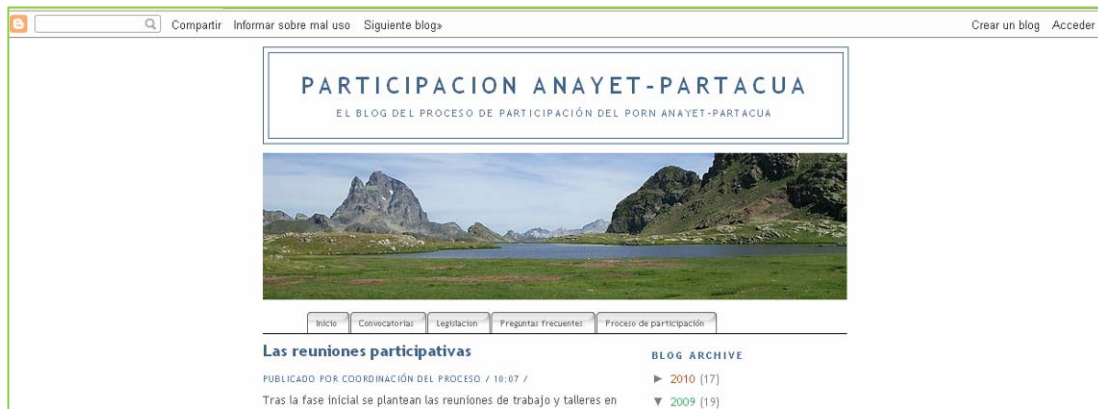 Compartir Informar sobre mal uso Siguiente blog» Crear un blog Acceder
PARTICIPACION ANAYET-PARTACUA
EL BLOG DEL PROCESO DE PARTICIPACIÓN DEL PORN ANAYET-PARTACUA
Inicio Convocatorias Legislacion Preguntas frecuentes Proceso de participación
Las reuniones participativas
PUBLICADO POR COORDINACIÓN DEL PROCESO / 10:07 /
Tras la fase inicial se plantean las reuniones de trabajo y talleres en
BLOG ARCHIVE
► 2010 (17)
▼ 2009 (19)